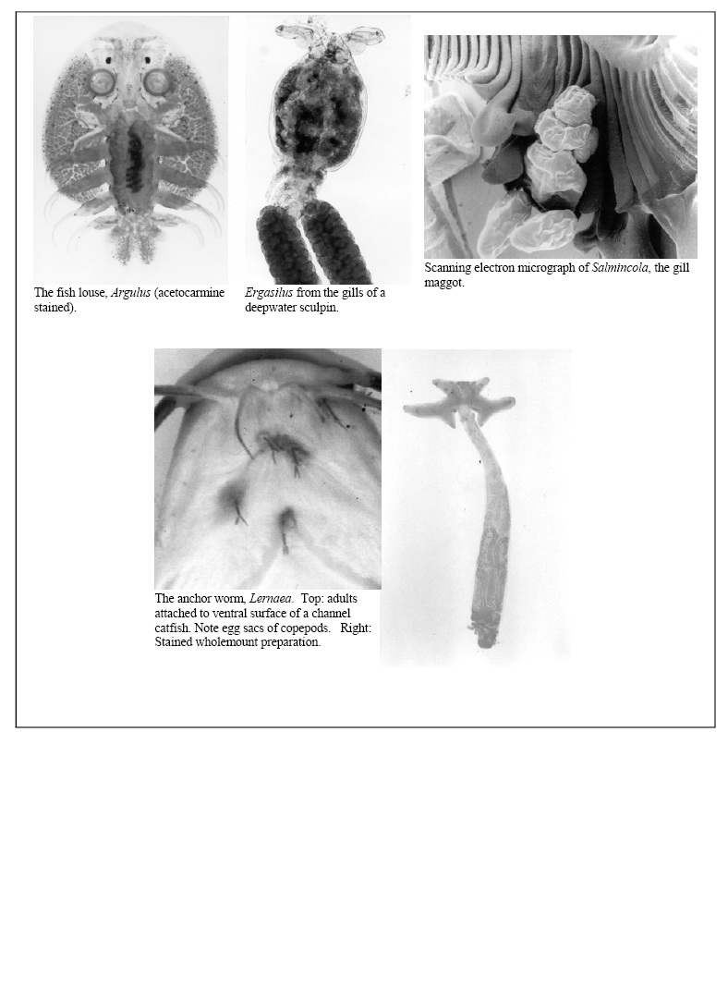 The fish louse, Argulus (acetocarmine
stained).
Ergasilus from the gills of a
deepwater sculpin.
Scanning electron micrograph of Salmincola, the gill
maggot.
The anchor worm, Lernaea. Top: adults
attached to ventral surface of a channel
catfish. Note egg sacs of copepods. Right:
Stained wholemount preparation.